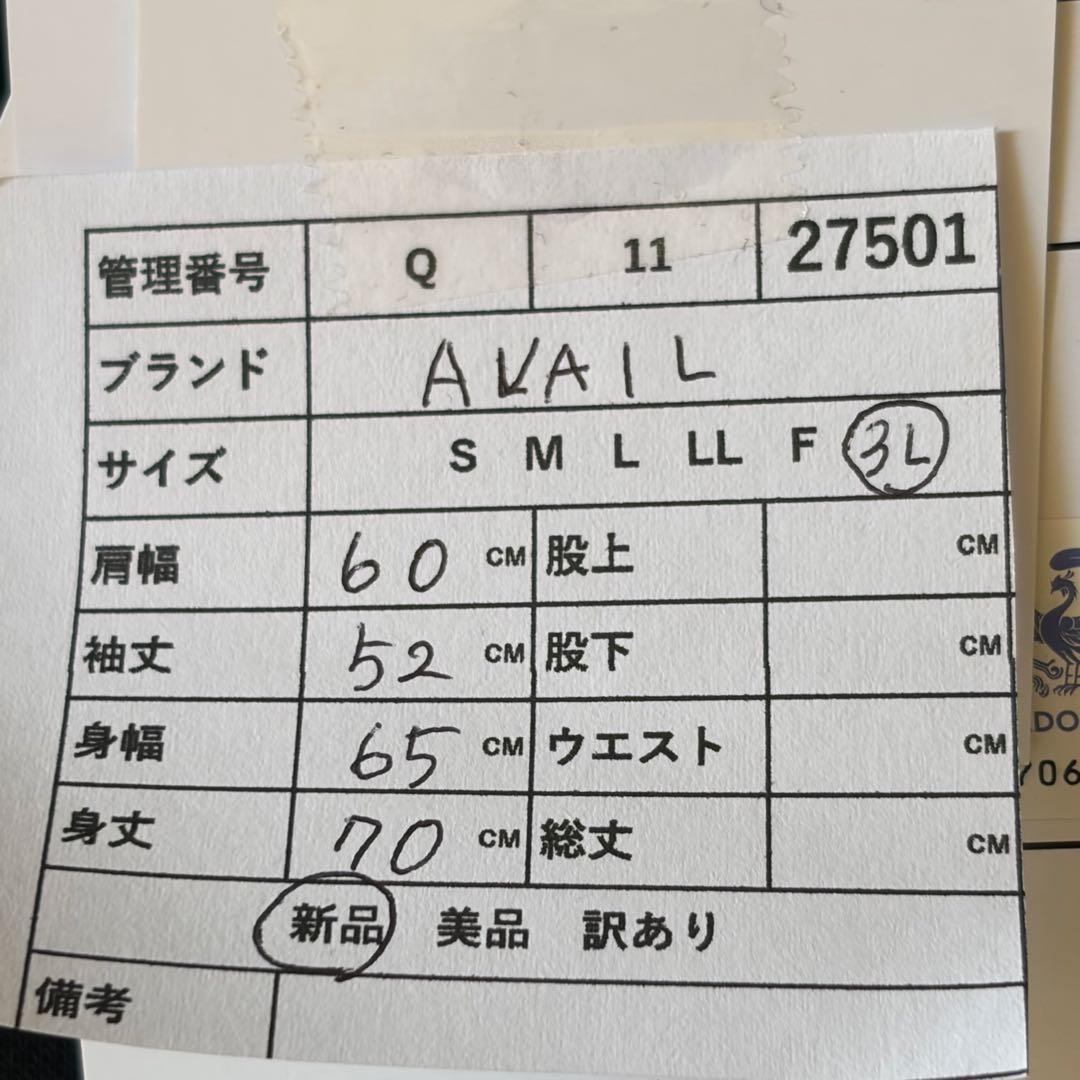 管理番号 Q 11 27501
ブランド AVAIL
サイズ S M L LL F 3L
肩幅 60 CM 股上 CM
袖丈 52 CM 股下 CM
身幅 65 CM ウエスト CM
身丈 70 CM 総丈 CM
新品 美品 訳あり
備考
DO
706